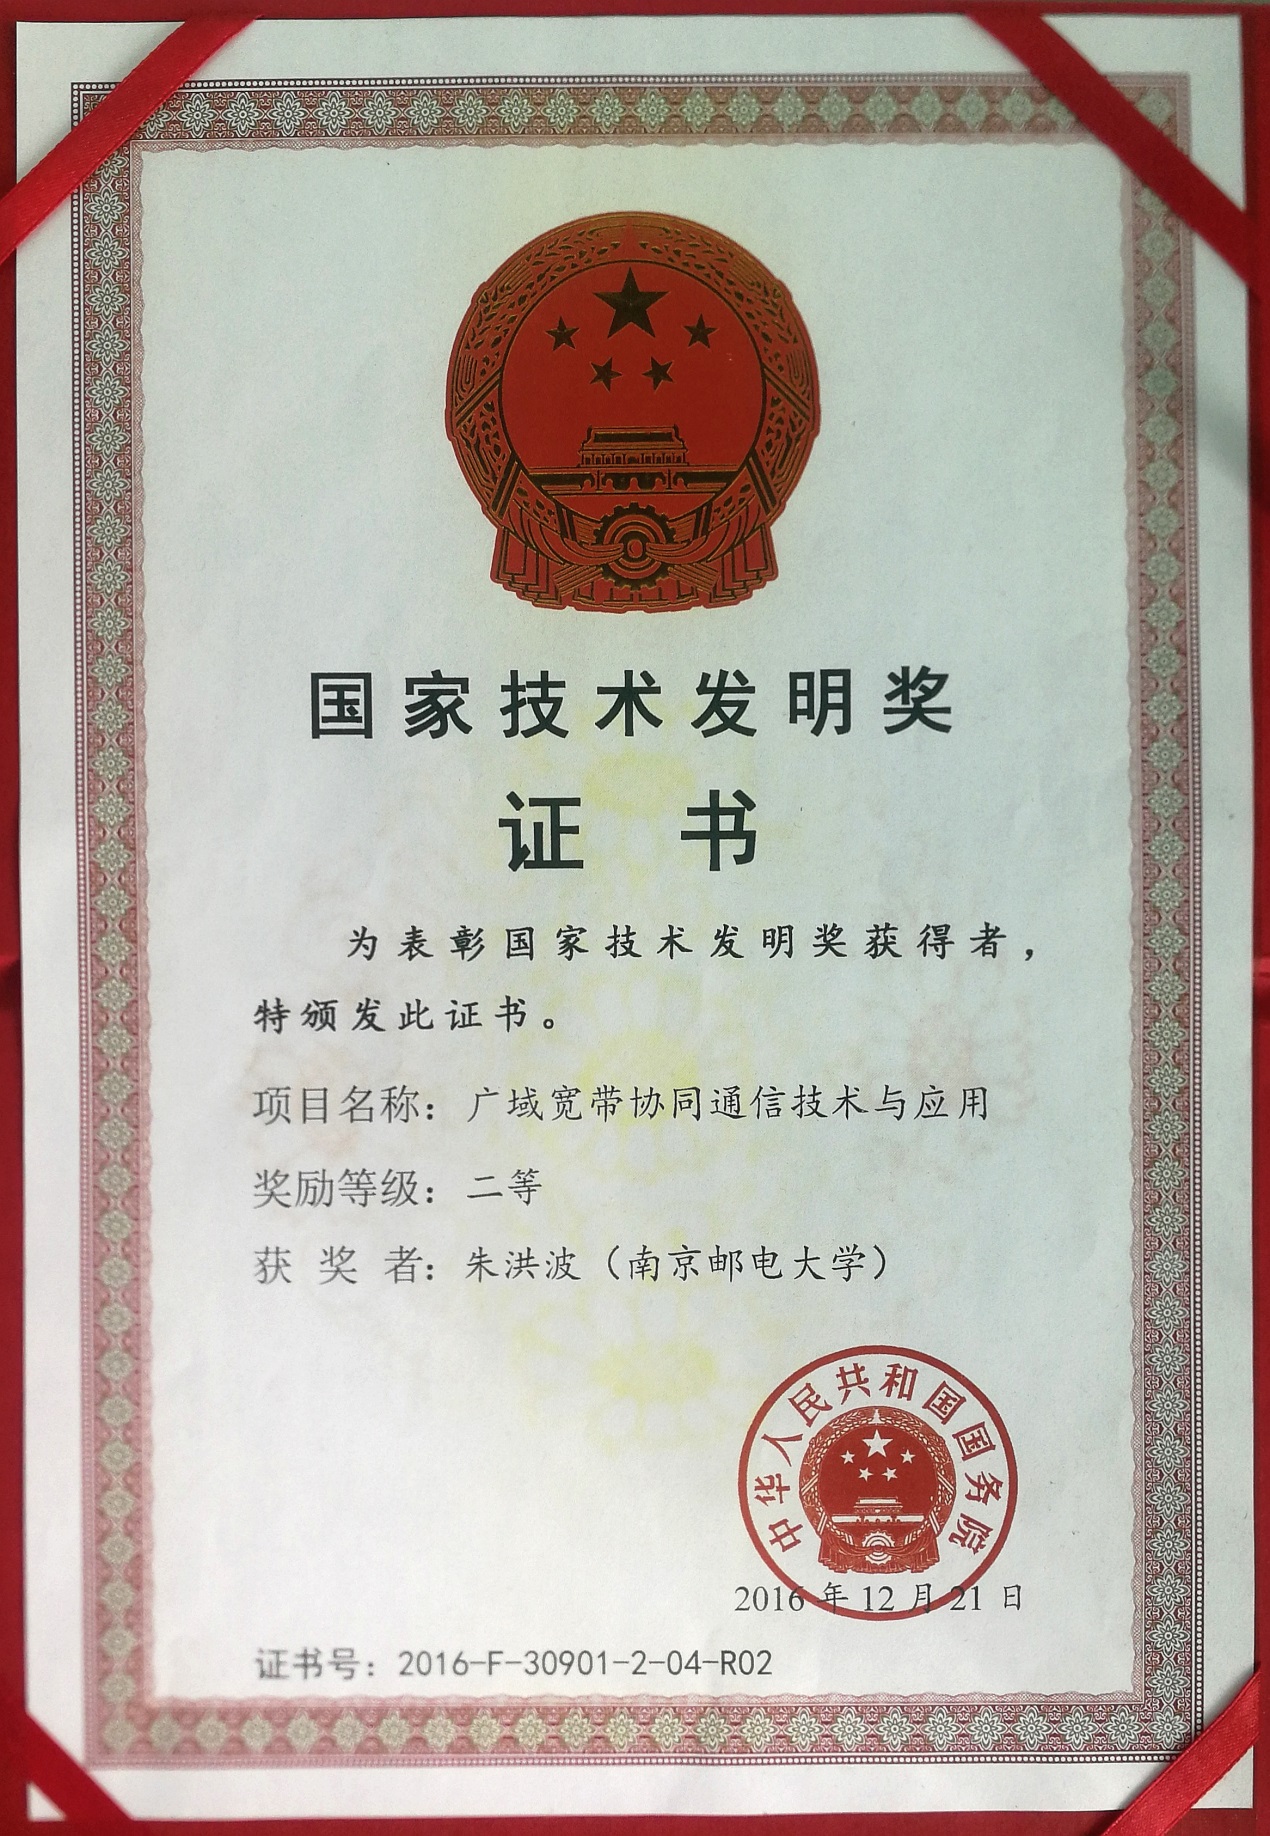 国家技术发明奖
证书
为表彰国家技术发明奖获得者，
特颁发此证书。
项目名称：广域宽带协同通信技术与应用
奖励等级：二等
获奖者：朱洪波（南京邮电大学）
中华人民共和国国务院
2016年12月21日
证书号：2016-F-30901-2-04-R02